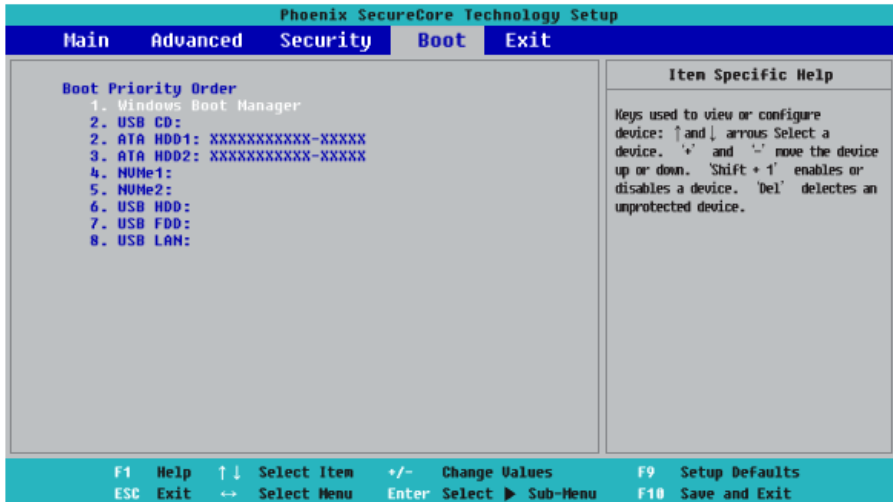 Phoenix SecureCore Technology Setup
Main Advanced Security Boot Exit
Boot Priority Order
1. Windows Boot Manager
2. USB CD:
2. ATA HDD1: XXXXXXXXXXX-XXXXX
3. ATA HDD2: XXXXXXXXXXX-XXXXX
4. NVMe1:
5. NVMe2:
6. USB HDD:
7. USB FDD:
8. USB LAN:
Item Specific Help
Keys used to view or configure
device: ↑and↓ arrous Select a
device. '+' and '-' move the device
up or down. 'Shift + 1' enables or
disables a device. 'Del' delectes an
unprotected device.
F1 Help ↑↓ Select Item +/- Change Values F9 Setup Defaults
ESC Exit ↔ Select Menu Enter Select ▶ Sub-Menu F10 Save and Exit